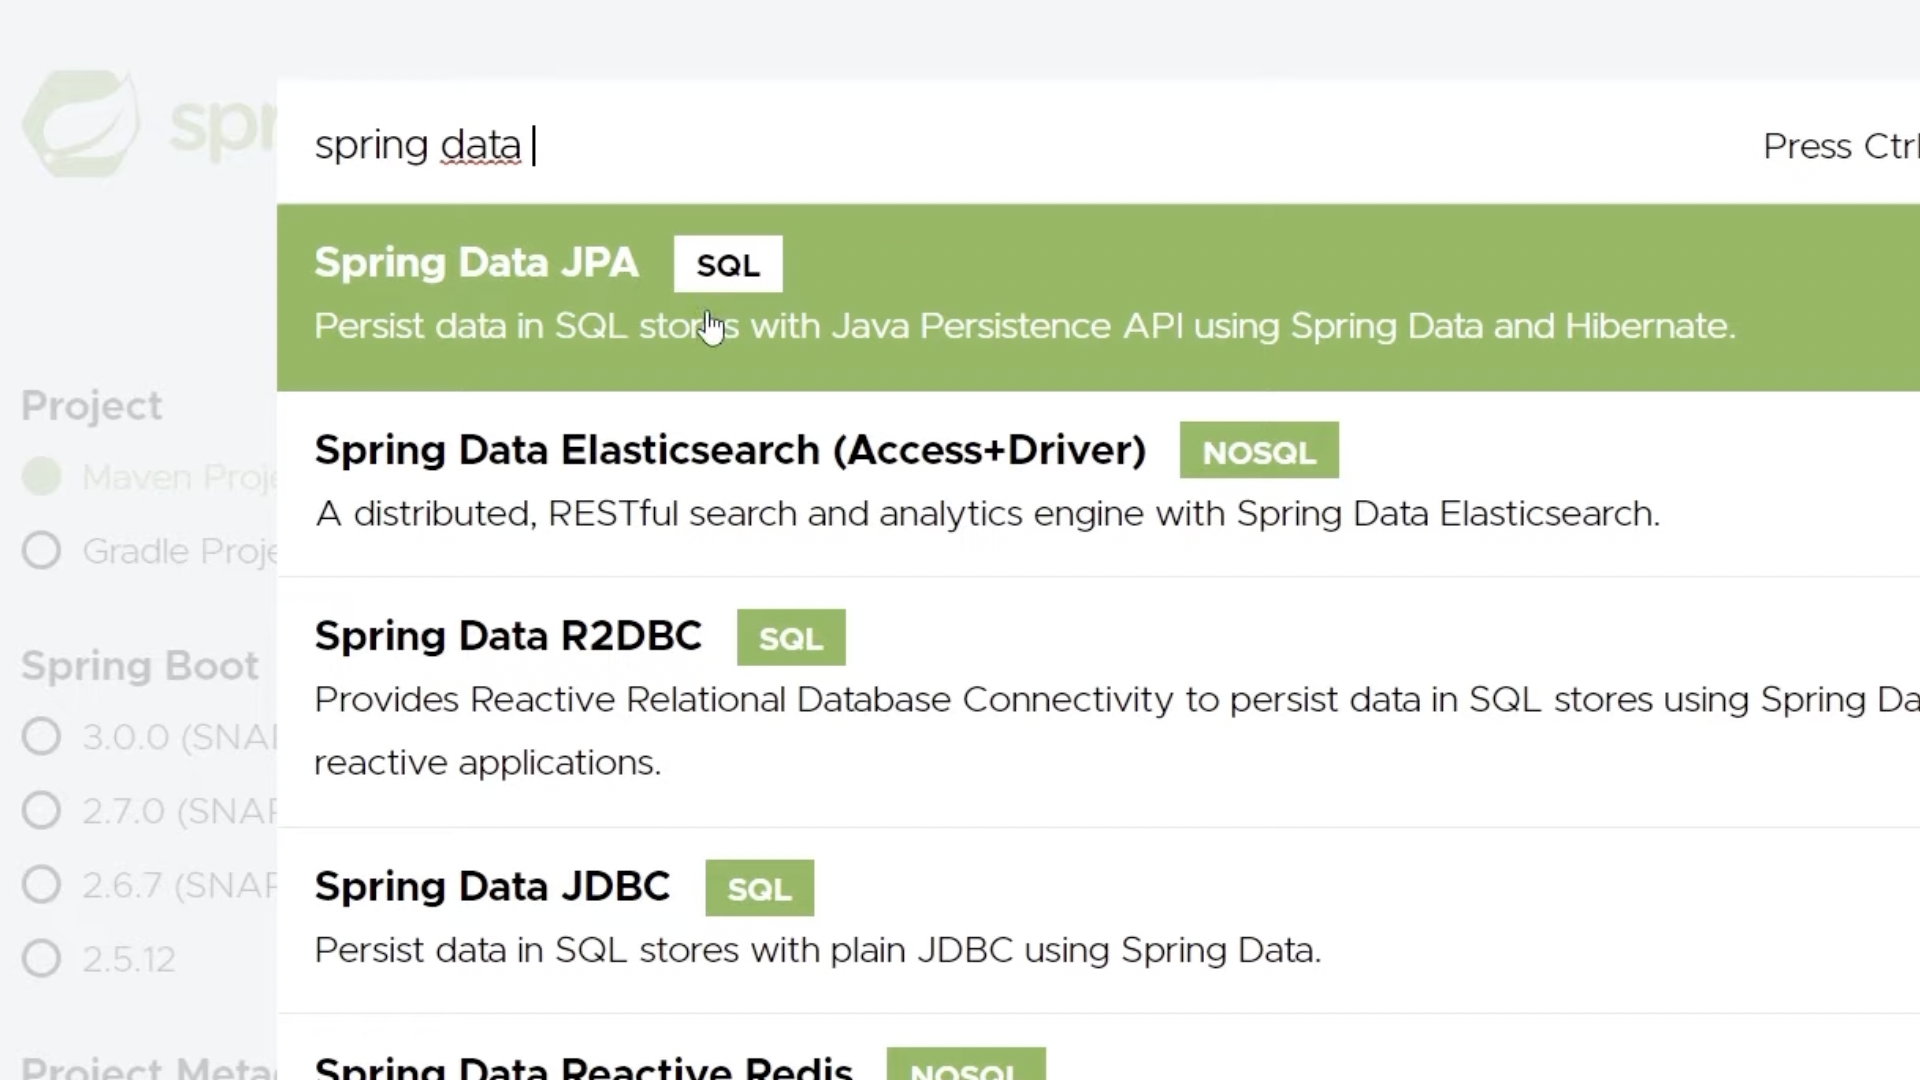 spr
spring data
Press Ctrl
Spring Data JPA SQL
Persist data in SQL stores with Java Persistence API using Spring Data and Hibernate.
Project
Maven Proje
Gradle Proje
Spring Data Elasticsearch (Access+Driver) NOSQL
A distributed, RESTful search and analytics engine with Spring Data Elasticsearch.
Spring Boot
3.0.0 (SNAP
2.7.0 (SNAP
2.6.7 (SNAP
2.5.12
Spring Data R2DBC SQL
Provides Reactive Relational Database Connectivity to persist data in SQL stores using Spring Da
reactive applications.
Spring Data JDBC SQL
Persist data in SQL stores with plain JDBC using Spring Data.
Project Meta
Spring Data Reactive Redis NOSQL